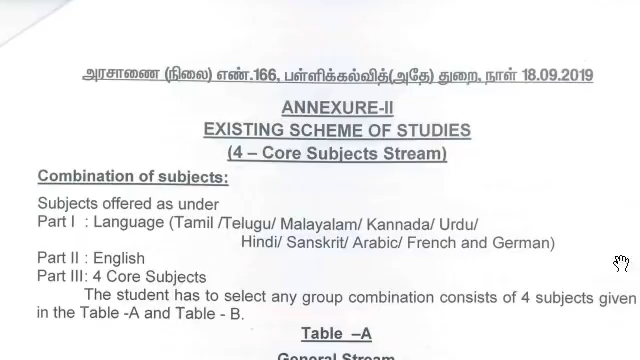 அரசாணை (நிலை) எண்.166, பள்ளிக்கல்வித்(அதே) துறை, நாள் 18.09.2019
ANNEXURE-II
EXISTING SCHEME OF STUDIES
(4 – Core Subjects Stream)
Combination of subjects:
Subjects offered as under
Part I : Language (Tamil /Telugu/ Malayalam/ Kannada/ Urdu/
Hindi/ Sanskrit/ Arabic/ French and German)
Part II : English
Part III: 4 Core Subjects
The student has to select any group combination consists of 4 subjects given
in the Table -A and Table - B.
Table –A
General Stream